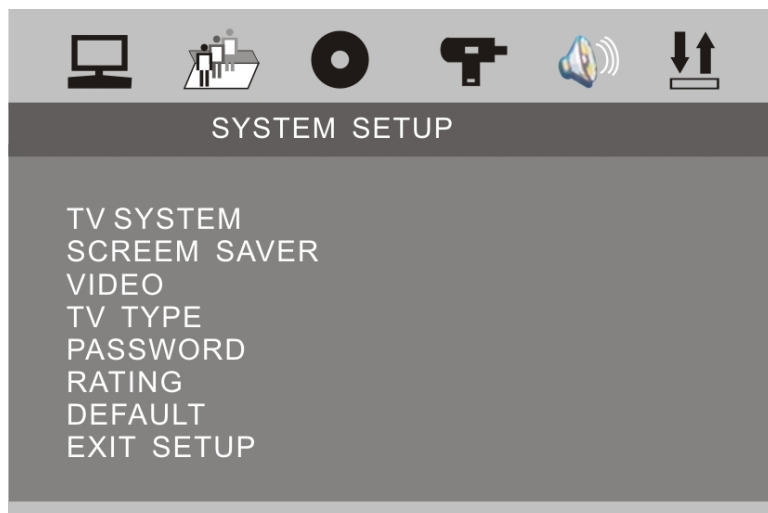 SYSTEM SETUP
TV SYSTEM
SCREEM SAVER
VIDEO
TV TYPE
PASSWORD
RATING
DEFAULT
EXIT SETUP